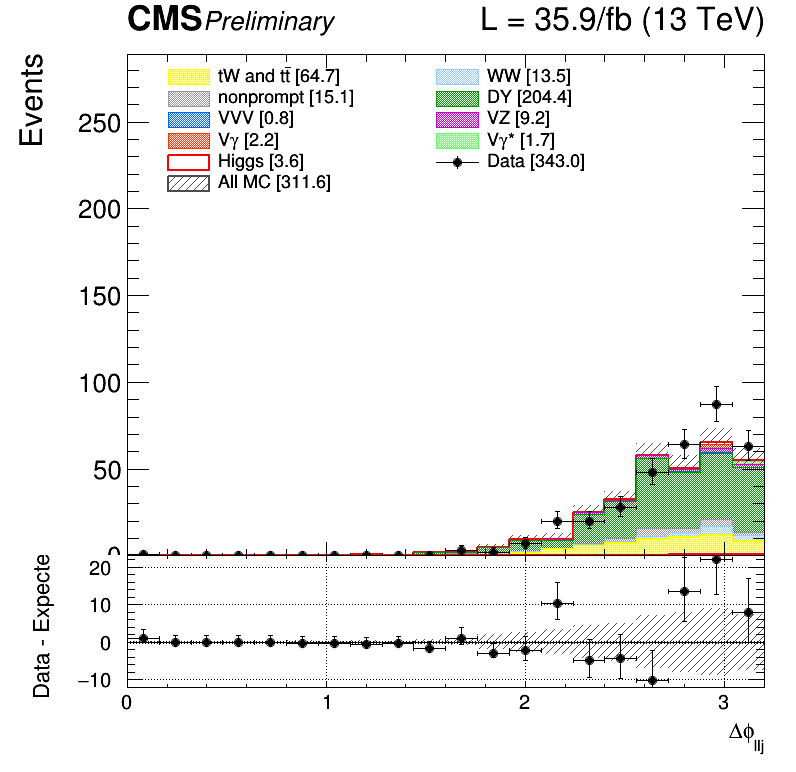 CMS Preliminary L = 35.9/fb (13 TeV)
Events
tW and tt̄ [64.7] WW [13.5]
nonprompt [15.1] DY [204.4]
VVV [0.8] VZ [9.2]
Vγ [2.2] Vγ* [1.7]
Higgs [3.6] Data [343.0]
All MC [311.6]
250
200
150
100
50
0
Data - Expecte
20
10
0
−10
0 1 2 3
Δϕllj